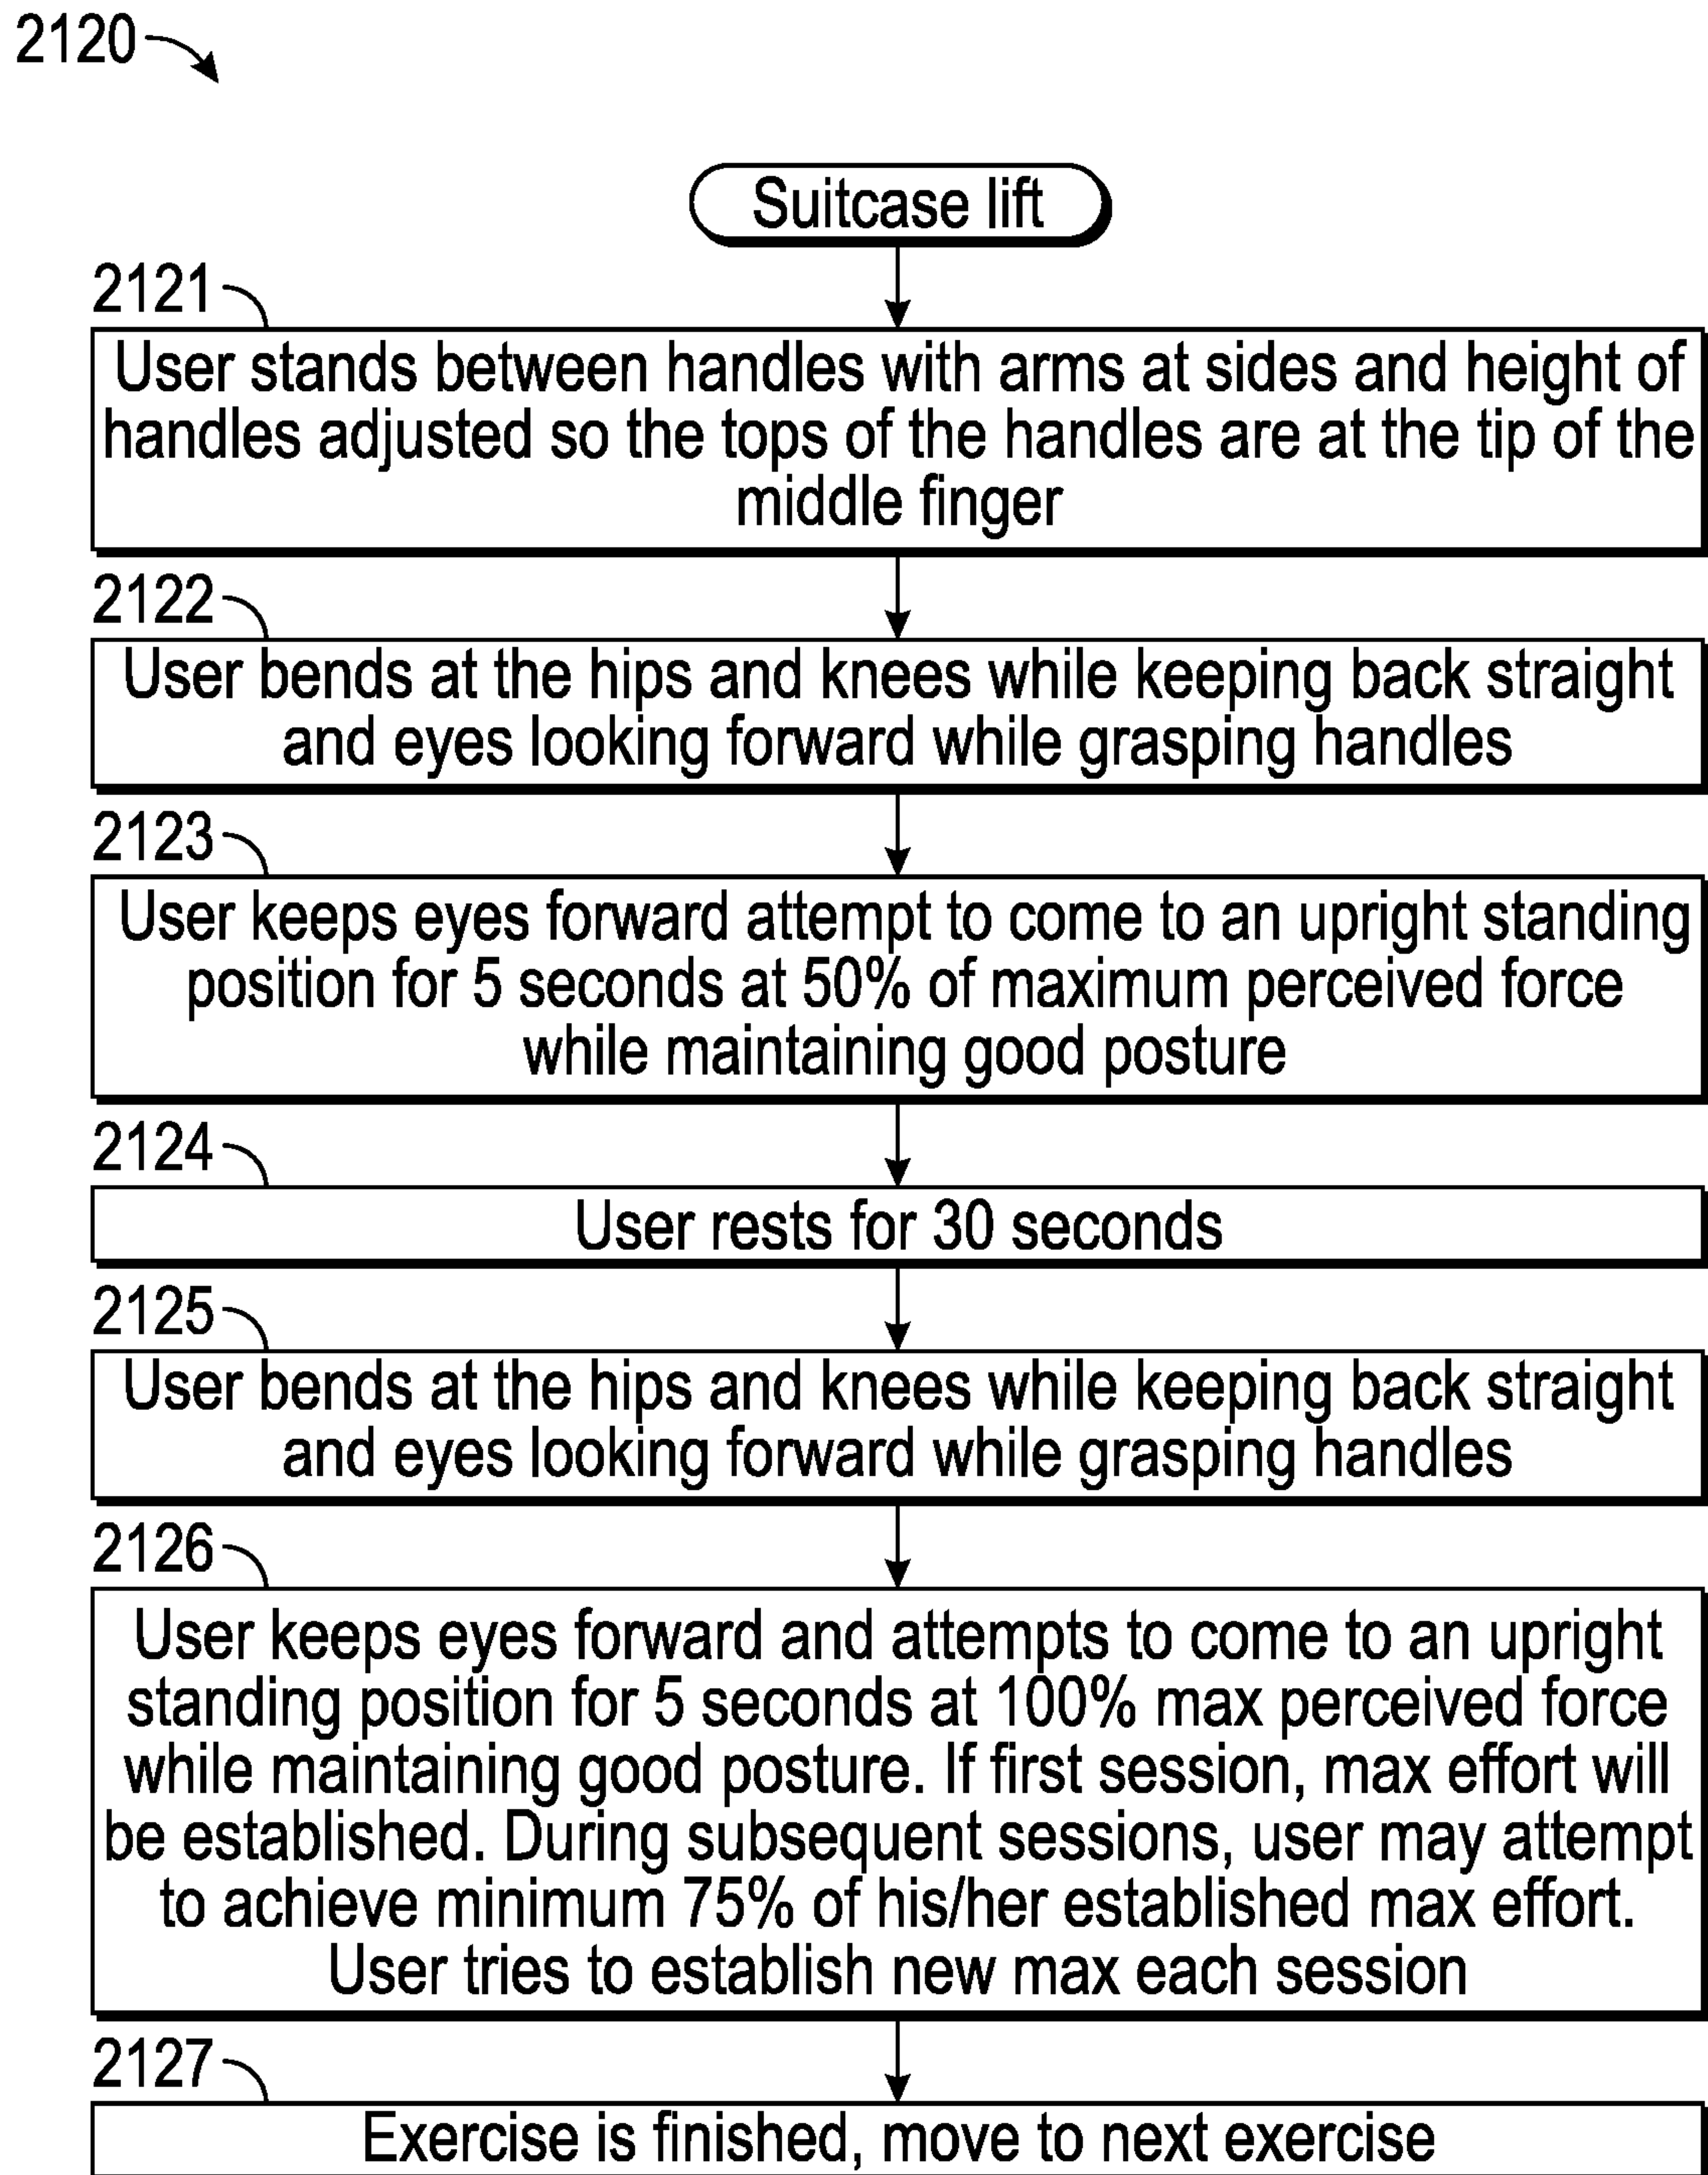 2120
Suitcase lift
2121
User stands between handles with arms at sides and height of
handles adjusted so the tops of the handles are at the tip of the
middle finger
2122
User bends at the hips and knees while keeping back straight
and eyes looking forward while grasping handles
2123
User keeps eyes forward attempt to come to an upright standing
position for 5 seconds at 50% of maximum perceived force
while maintaining good posture
2124
User rests for 30 seconds
2125
User bends at the hips and knees while keeping back straight
and eyes looking forward while grasping handles
2126
User keeps eyes forward and attempts to come to an upright
standing position for 5 seconds at 100% max perceived force
while maintaining good posture. If first session, max effort will
be established. During subsequent sessions, user may attempt
to achieve minimum 75% of his/her established max effort.
User tries to establish new max each session
2127
Exercise is finished, move to next exercise